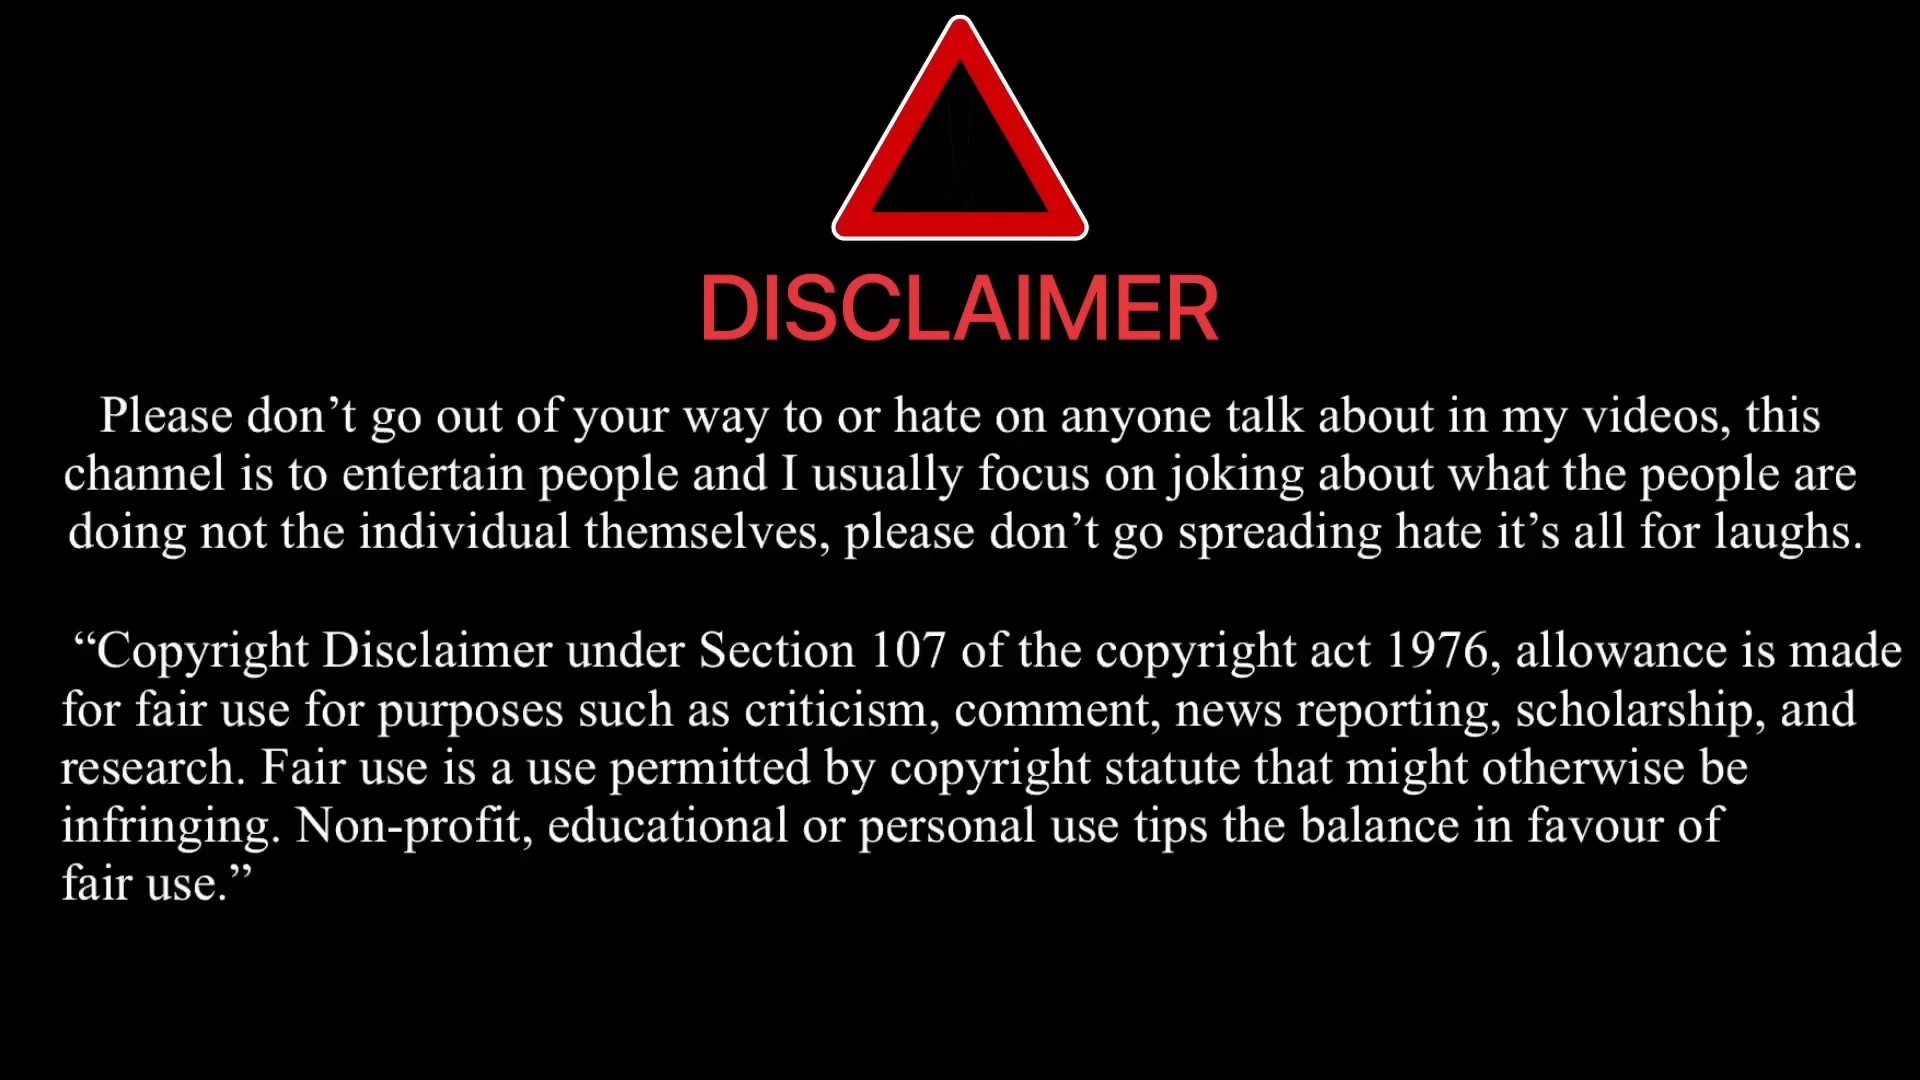 DISCLAIMER
Please don’t go out of your way to or hate on anyone talk about in my videos, this
channel is to entertain people and I usually focus on joking about what the people are
doing not the individual themselves, please don’t go spreading hate it’s all for laughs.
“Copyright Disclaimer under Section 107 of the copyright act 1976, allowance is made
for fair use for purposes such as criticism, comment, news reporting, scholarship, and
research. Fair use is a use permitted by copyright statute that might otherwise be
infringing. Non-profit, educational or personal use tips the balance in favour of
fair use.”